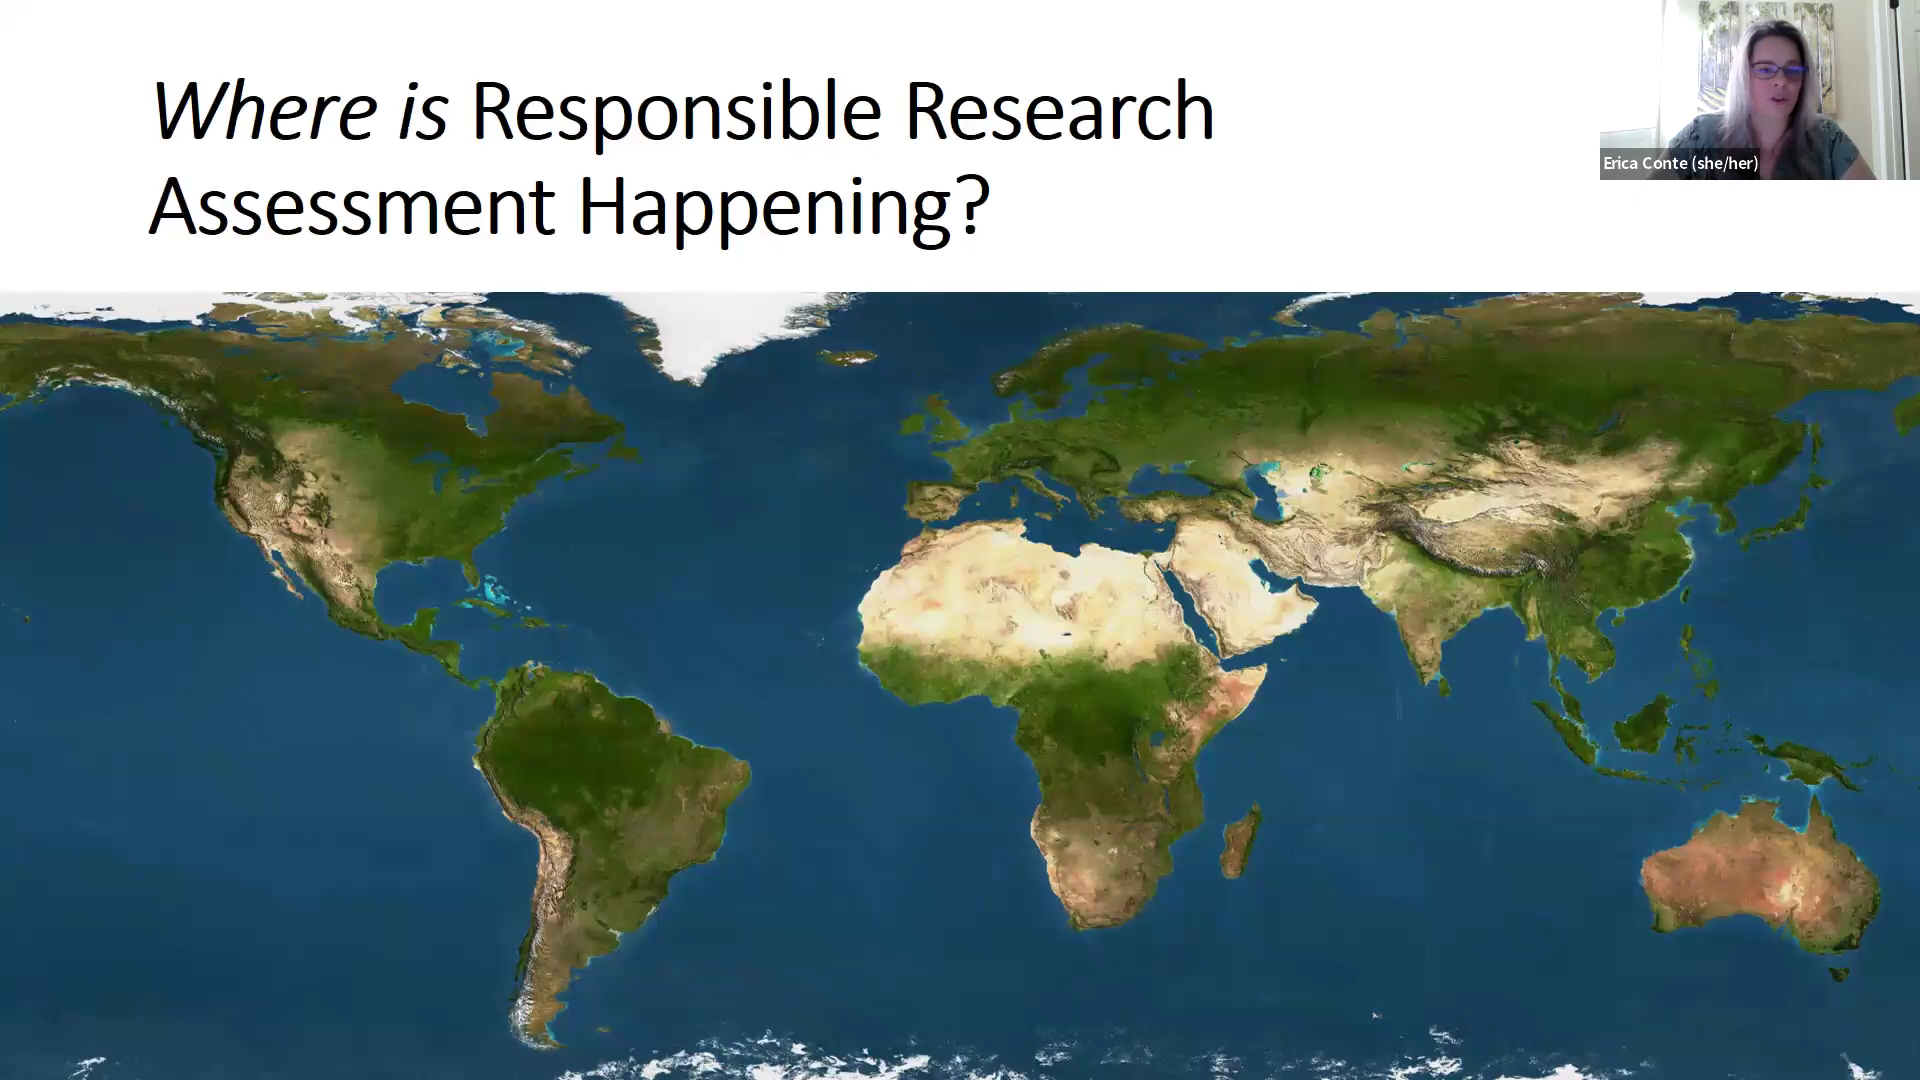 Where is Responsible Research
Assessment Happening?
Erica Conte (she/her)